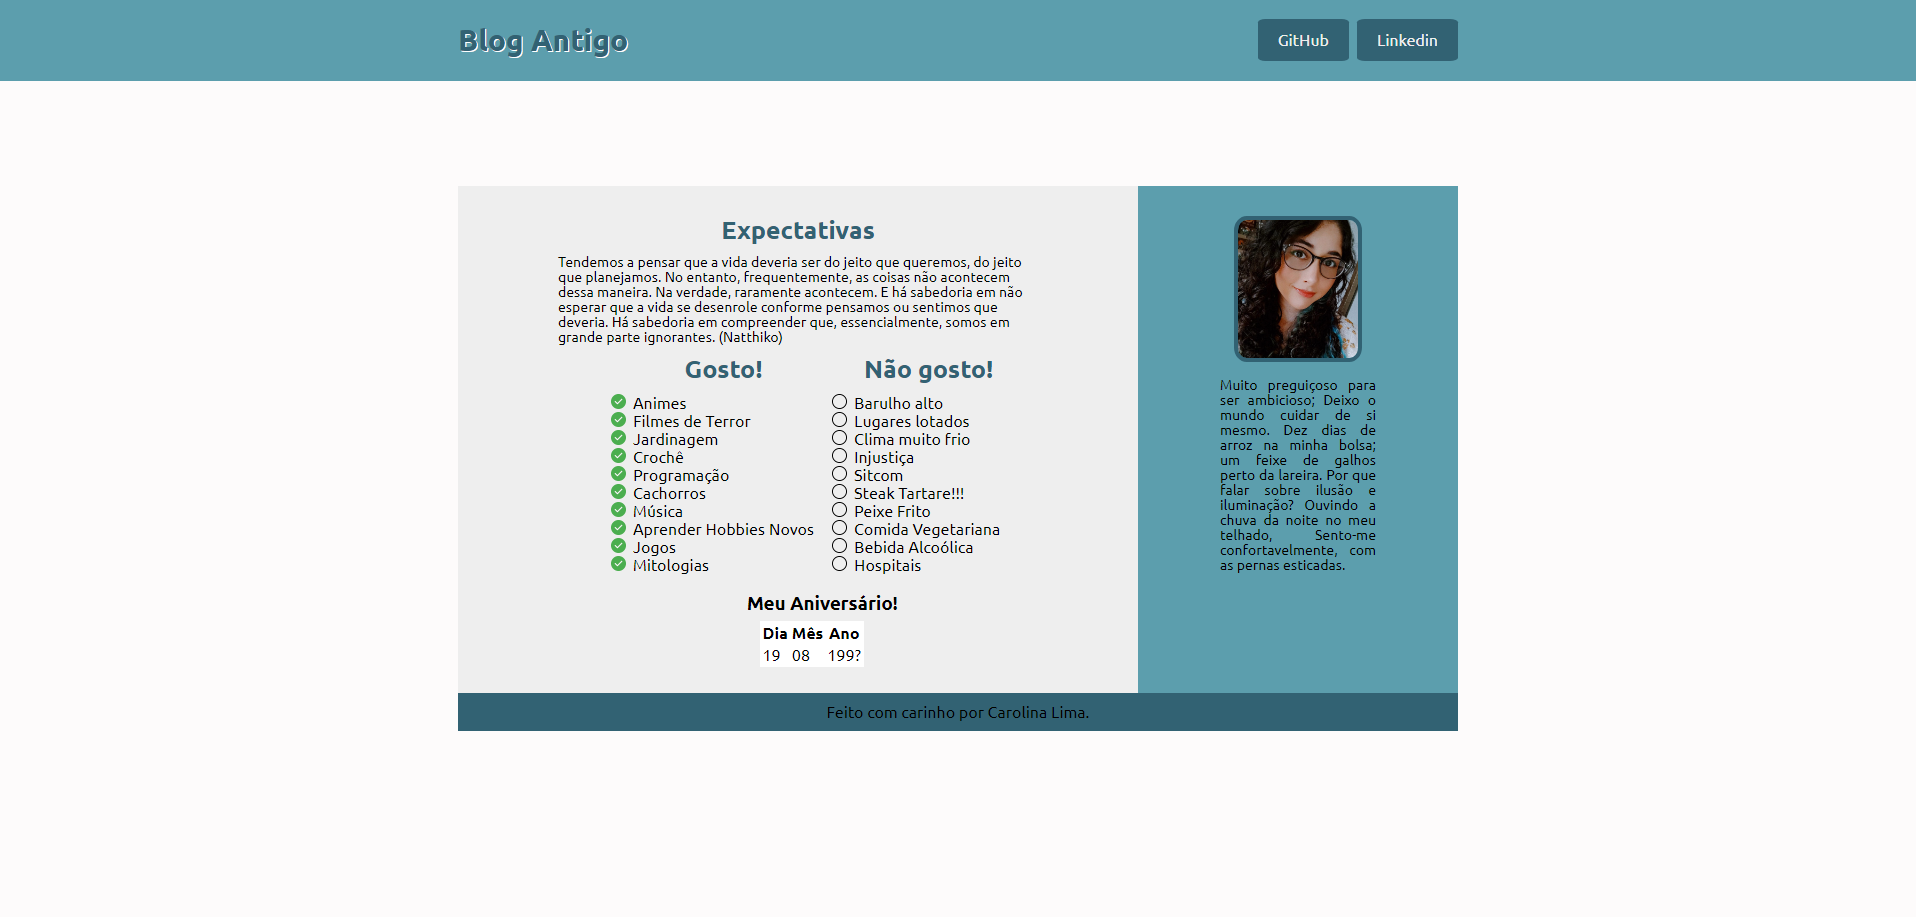 Blog Antigo
GitHub
Linkedin
Expectativas
Tendemos a pensar que a vida deveria ser do jeito que queremos, do jeito
que planejamos. No entanto, frequentemente, as coisas não acontecem
dessa maneira. Na verdade, raramente acontecem. E há sabedoria em não
esperar que a vida se desenrole conforme pensamos ou sentimos que
deveria. Há sabedoria em compreender que, essencialmente, somos em
grande parte ignorantes. (Natthiko)
Gosto!
Animes
Filmes de Terror
Jardinagem
Crochê
Programação
Cachorros
Música
Aprender Hobbies Novos
Jogos
Mitologias
Não gosto!
Barulho alto
Lugares lotados
Clima muito frio
Injustiça
Sitcom
Steak Tartare!!!
Peixe Frito
Comida Vegetariana
Bebida Alcoólica
Hospitais
Meu Aniversário!
Dia Mês Ano
19 08 199?
Muito preguiçoso para
ser ambicioso; Deixo o
mundo cuidar de si
mesmo. Dez dias de
arroz na minha bolsa;
um feixe de galhos
perto da lareira. Por que
falar sobre ilusão e
iluminação? Ouvindo a
chuva da noite no meu
telhado, Sento-me
confortavelmente, com
as pernas esticadas.
Feito com carinho por Carolina Lima.